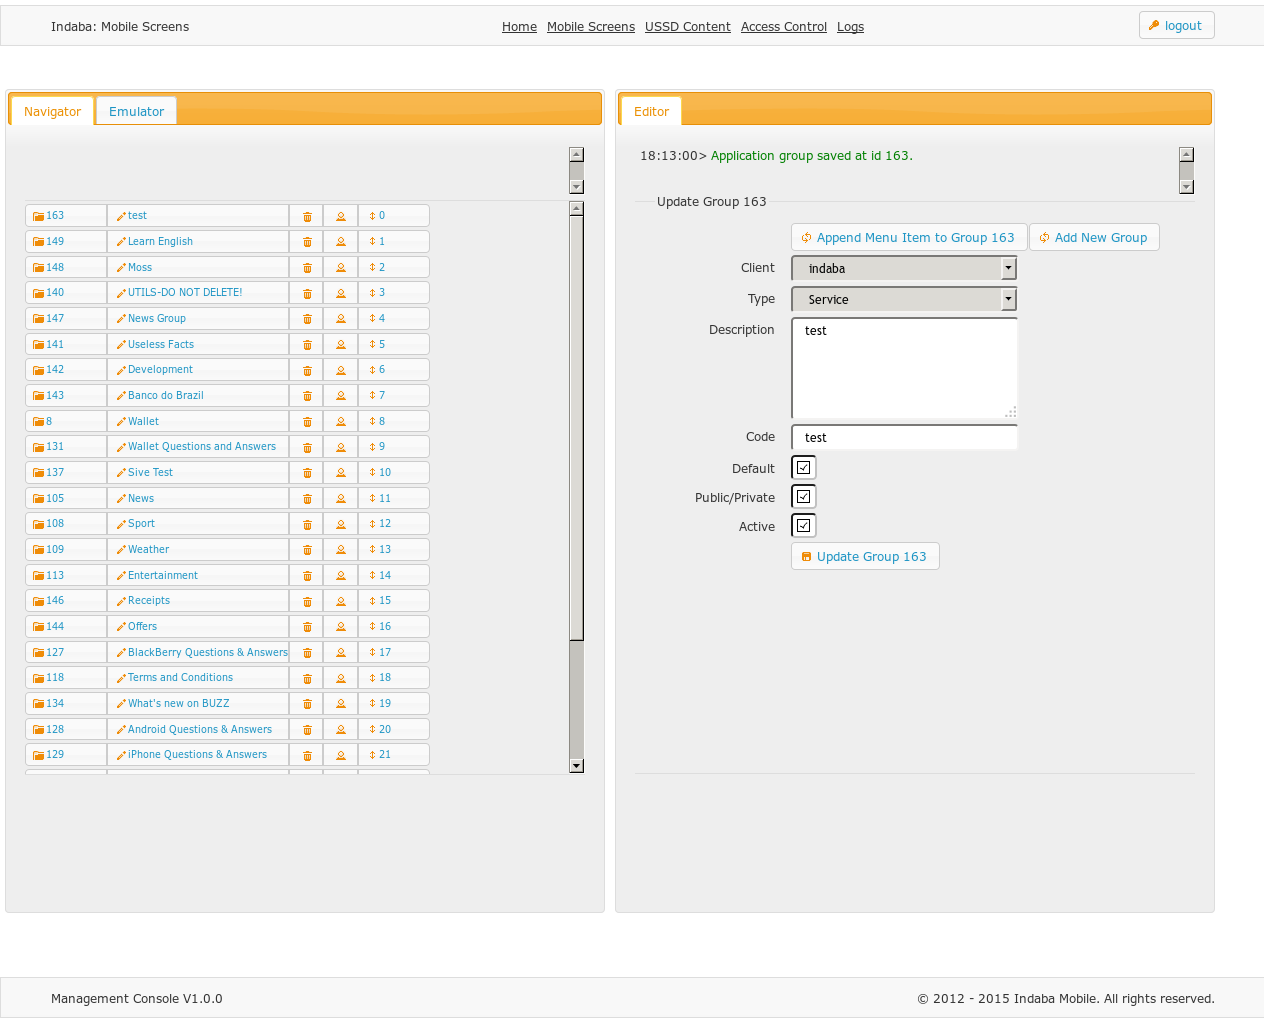 Indaba: Mobile Screens
Home Mobile Screens USSD Content Access Control Logs
logout
Navigator Emulator
163 test 0
149 Learn English 1
148 Moss 2
140 UTILS-DO NOT DELETE! 3
147 News Group 4
141 Useless Facts 5
142 Development 6
143 Banco do Brazil 7
8 Wallet 8
131 Wallet Questions and Answers 9
137 Sive Test 10
105 News 11
108 Sport 12
109 Weather 13
113 Entertainment 14
146 Receipts 15
144 Offers 16
127 BlackBerry Questions & Answers 17
118 Terms and Conditions 18
134 What's new on BUZZ 19
128 Android Questions & Answers 20
129 iPhone Questions & Answers 21
Editor
18:13:00> Application group saved at id 163.
Update Group 163
Append Menu Item to Group 163 Add New Group
Client indaba
Type Service
Description test
Code test
Default
Public/Private
Active
Update Group 163
Management Console V1.0.0
© 2012 - 2015 Indaba Mobile. All rights reserved.